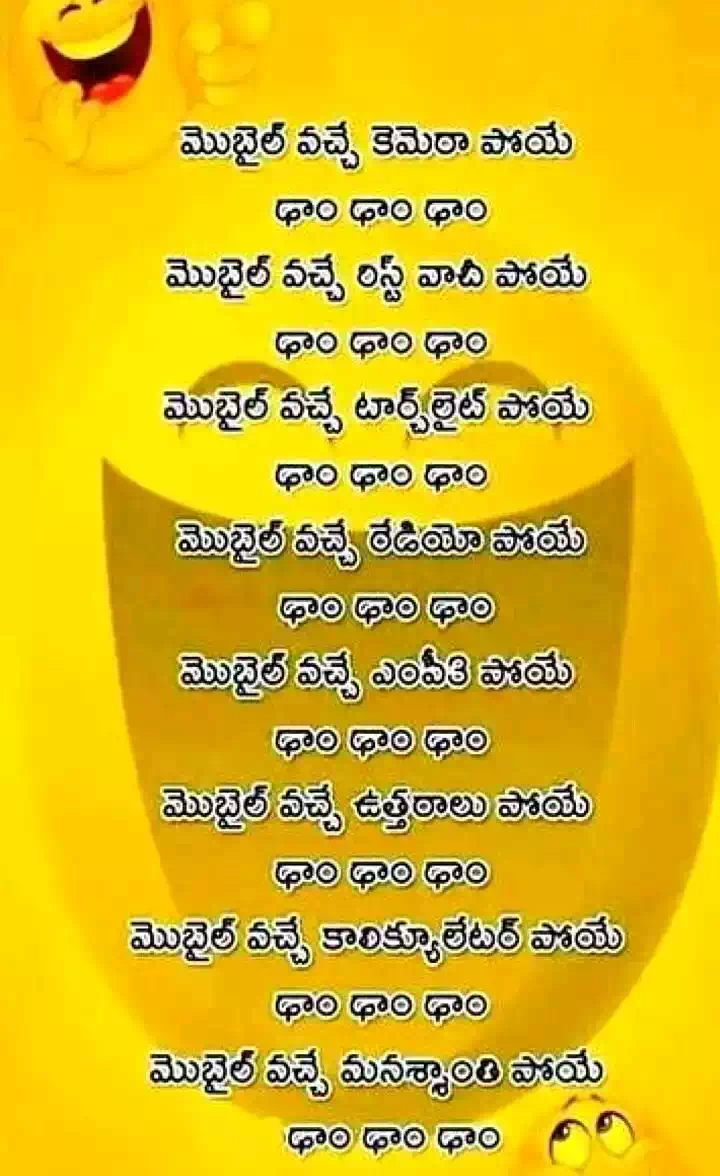 మొబైల్ వచ్చే కెమెరా పోయే
ఢాం ఢాం ఢాం
మొబైల్ వచ్చే రిస్ట్ వాచీ పోయే
ఢాం ఢాం ఢాం
మొబైల్ వచ్చే టార్చ్‌లైట్ పోయే
ఢాం ఢాం ఢాం
మొబైల్ వచ్చే రేడియో పోయే
ఢాం ఢాం ఢాం
మొబైల్ వచ్చే ఎంపీ3 పోయే
ఢాం ఢాం ఢాం
మొబైల్ వచ్చే ఉత్తరాలు పోయే
ఢాం ఢాం ఢాం
మొబైల్ వచ్చే కాలిక్యూలేటర్ పోయే
ఢాం ఢాం ఢాం
మొబైల్ వచ్చే మనశ్శాంతి పోయే
ఢాం ఢాం ఢాం